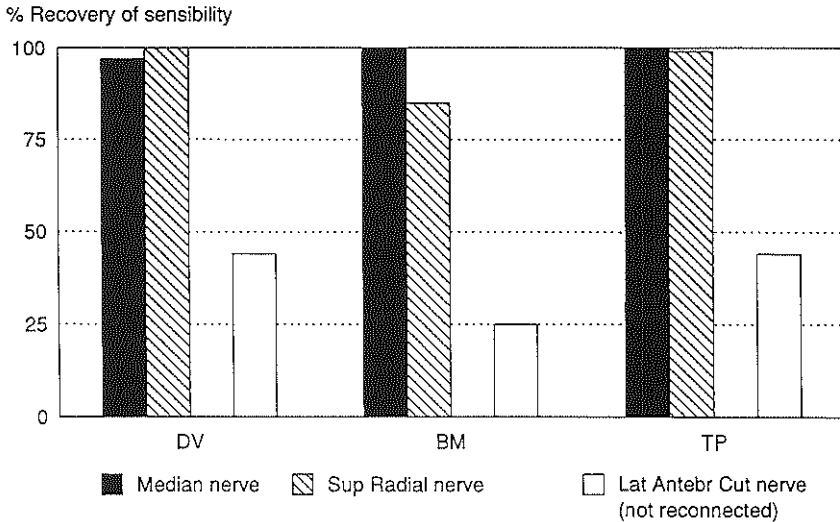 % Recovery of sensibility
100
75
50
25
0
DV BM TP
Median nerve Sup Radial nerve Lat Antebr Cut nerve
(not reconnected)